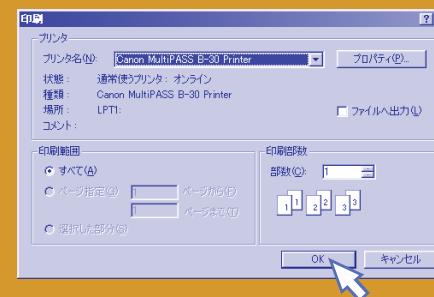 印刷
プリンタ
プリンタ名(N): Canon MultiPASS B-30 Printer プロパティ(P)...
状態： 通常使うプリンタ： オンライン
種類： Canon MultiPASS B-30 Printer
場所： LPT1:
コメント： ファイルへ出力(L)
印刷範囲
すべて(A)
ページ指定(G) 1 ページから(F)
1 ページまで(T)
選択した部分(S)
印刷部数
部数(C): 1
1 1 2 2 3 3
OK キャンセル